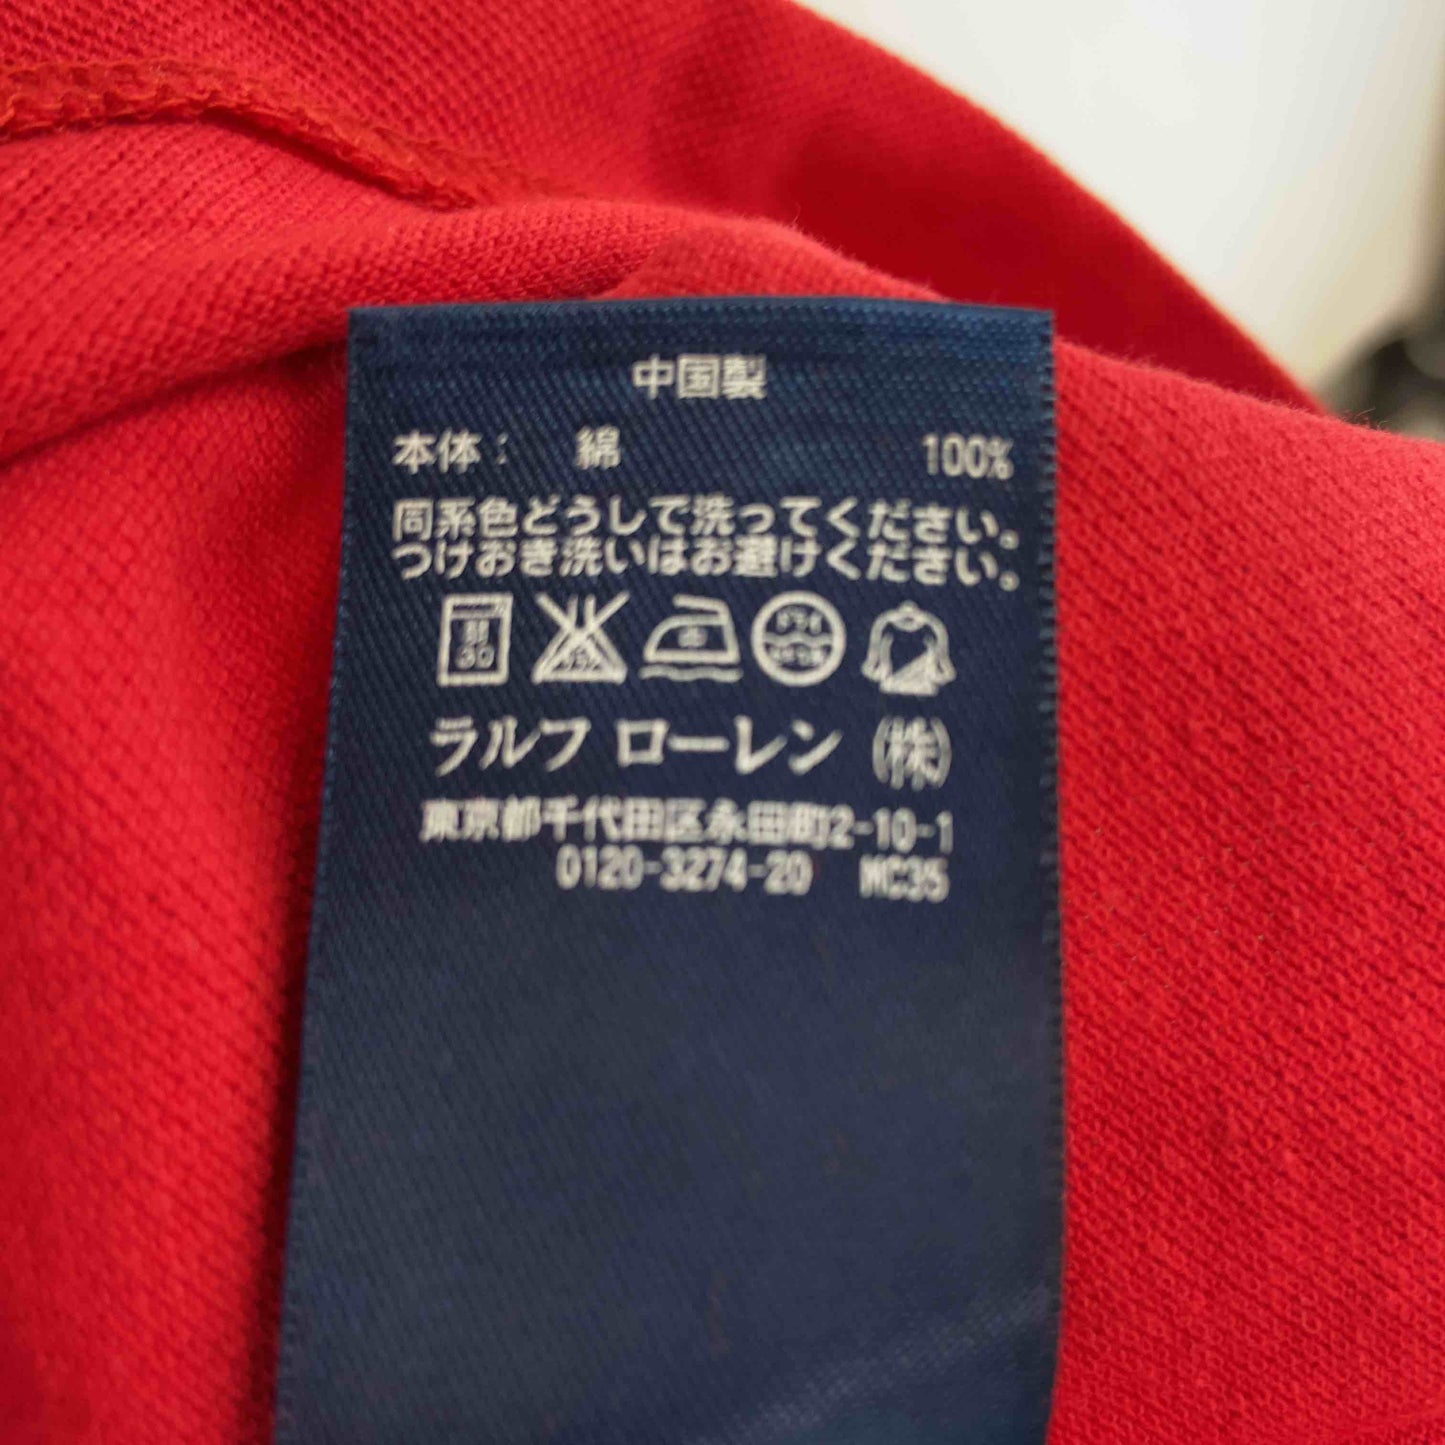 中国製
本体: 綿 100%
同系色どうしで洗ってください。
つけおき洗いはお避けください。
30
ラルフ ローレン (株)
東京都千代田区永田町2-10-1
0120-3274-20 MC35